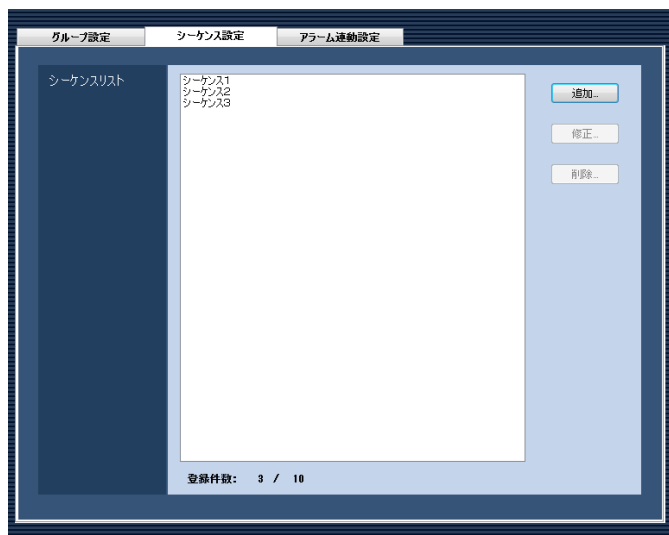 グループ設定 シーケンス設定 アラーム連動設定
シーケンスリスト
シーケンス1
シーケンス2
シーケンス3
追加...
修正...
削除...
登録件数: 3 / 10